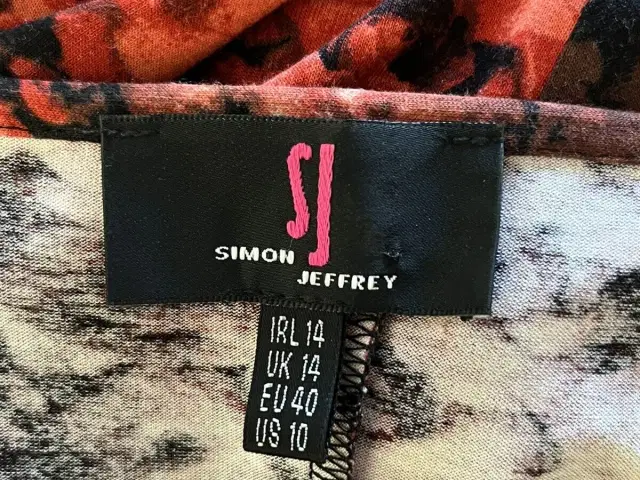 SJ
SIMON
JEFFREY
IRL 14
UK 14
EU 40
US 10